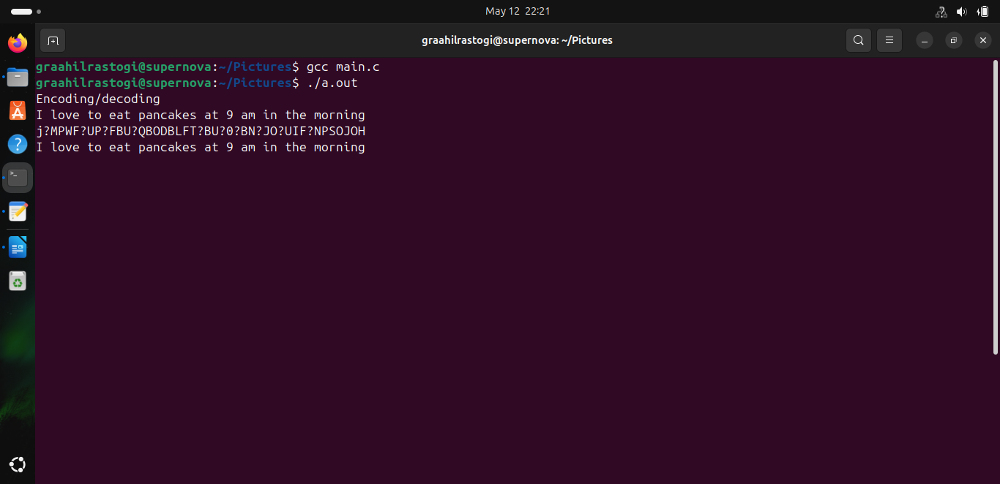 May 12 22:21
graahilrastogi@supernova: ~/Pictures
graahilrastogi@supernova:~/Pictures$ gcc main.c
graahilrastogi@supernova:~/Pictures$ ./a.out
Encoding/decoding
I love to eat pancakes at 9 am in the morning
j?MPWF?UP?FBU?QBODBLFT?BU?0?BN?JO?UIF?NPSOJOH
I love to eat pancakes at 9 am in the morning